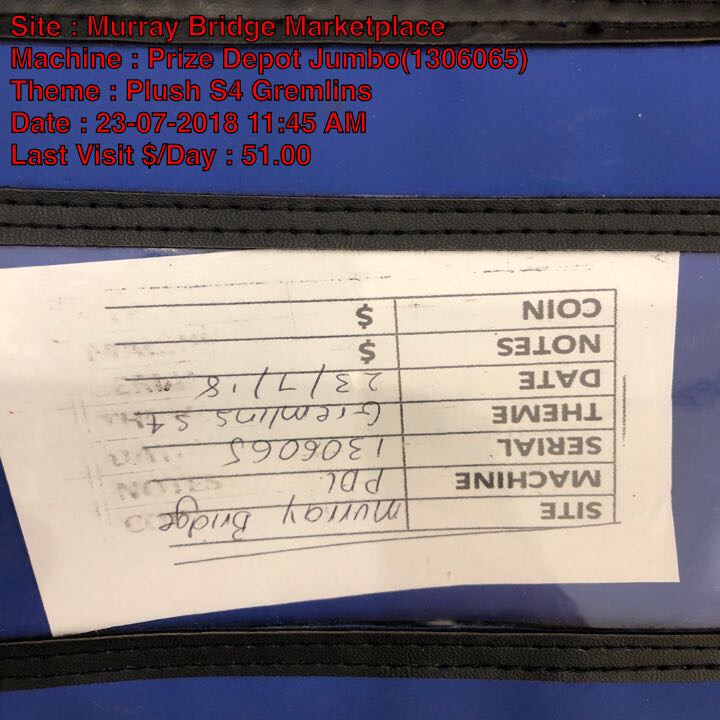 Site : Murray Bridge Marketplace
Machine : Prize Depot Jumbo(1306065)
Theme : Plush S4 Gremlins
Date : 23-07-2018 11:45 AM
Last Visit $/Day : 51.00
SITE murray Bridge
MACHINE PDJ
SERIAL 1306065
THEME Gremlins S4
DATE 23/7/18
NOTES $
COIN $